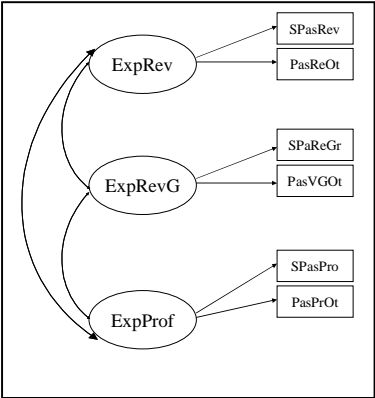 SPasRev
ExpRev
PasReOt
SPaReGr
ExpRevG
PasVGOt
SPasPro
ExpProf
PasPrOt